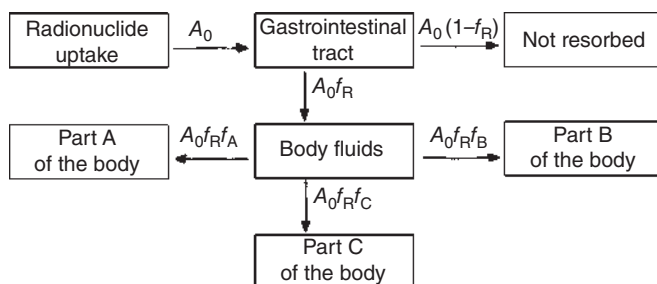 Radionuclide
uptake
A₀
Gastrointestinal
tract
A₀(1–fR)
Not resorbed
A₀fR
Part A
of the body
A₀fRfA
Body fluids
A₀fRfB
Part B
of the body
A₀fRfC
Part C
of the body